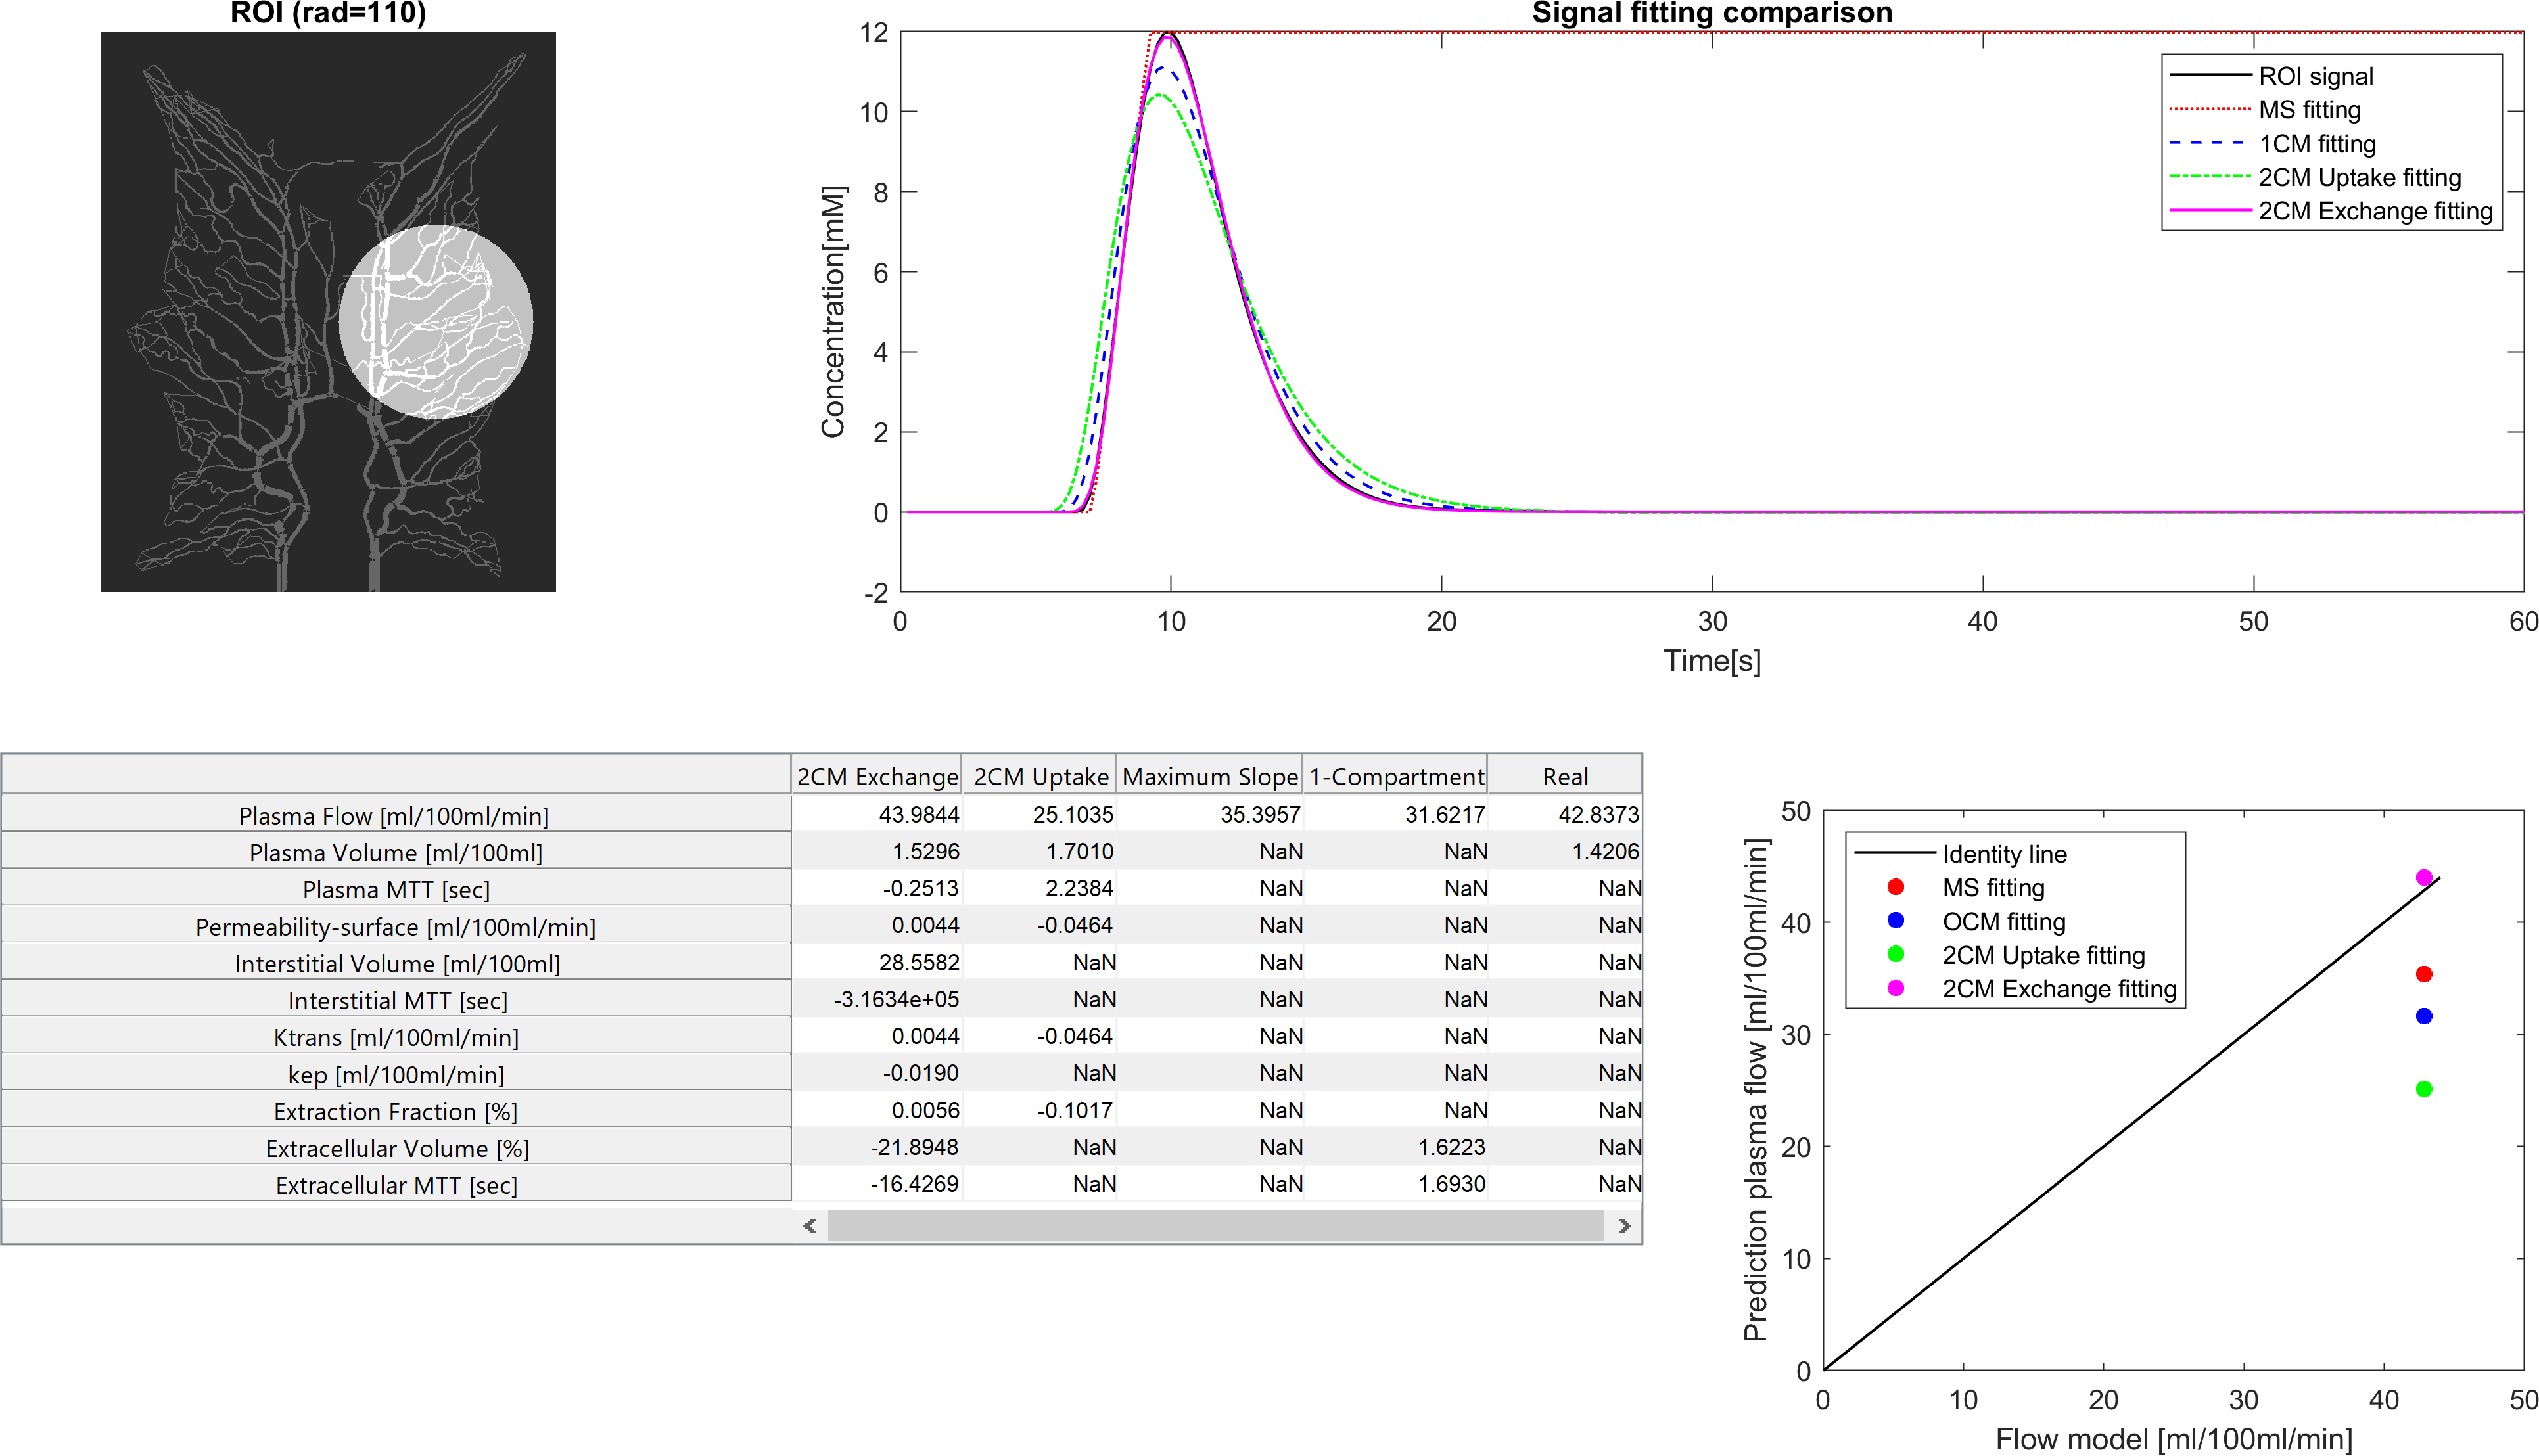 ROI (rad=110)
Signal fitting comparison
12
10
8
6
4
2
0
-2
Concentration[mM]
0 10 20 30 40 50 60
Time[s]
ROI signal
MS fitting
1CM fitting
2CM Uptake fitting
2CM Exchange fitting
2CM Exchange 2CM Uptake Maximum Slope 1-Compartment Real
Plasma Flow [ml/100ml/min] 43.9844 25.1035 35.3957 31.6217 42.8373
Plasma Volume [ml/100ml] 1.5296 1.7010 NaN NaN 1.4206
Plasma MTT [sec] -0.2513 2.2384 NaN NaN NaN
Permeability-surface [ml/100ml/min] 0.0044 -0.0464 NaN NaN NaN
Interstitial Volume [ml/100ml] 28.5582 NaN NaN NaN NaN
Interstitial MTT [sec] -3.1634e+05 NaN NaN NaN NaN
Ktrans [ml/100ml/min] 0.0044 -0.0464 NaN NaN NaN
kep [ml/100ml/min] -0.0190 NaN NaN NaN NaN
Extraction Fraction [%] 0.0056 -0.1017 NaN NaN NaN
Extracellular Volume [%] -21.8948 NaN NaN 1.6223 NaN
Extracellular MTT [sec] -16.4269 NaN NaN 1.6930 NaN
50
40
30
20
10
0
Prediction plasma flow [ml/100ml/min]
Identity line
MS fitting
OCM fitting
2CM Uptake fitting
2CM Exchange fitting
0 10 20 30 40 50
Flow model [ml/100ml/min]